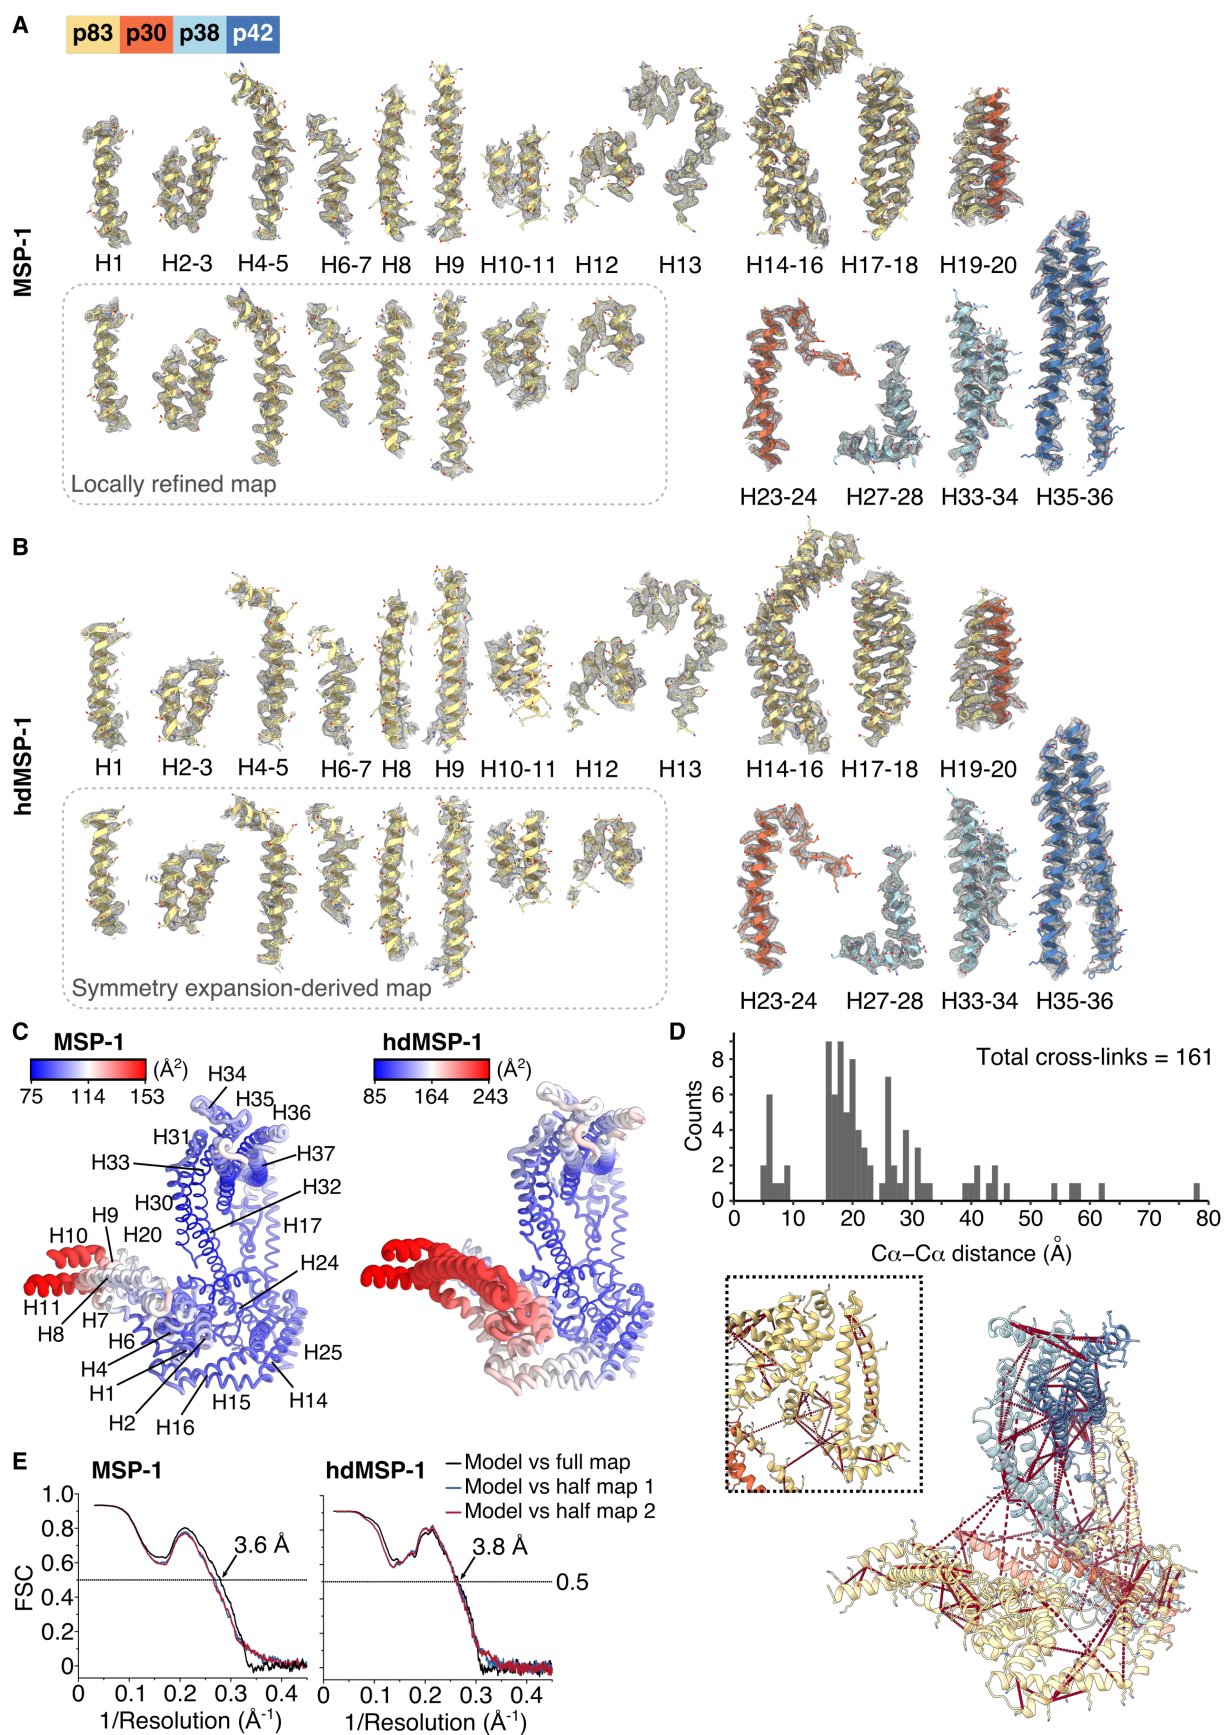 A
p83 p30 p38 p42
MSP-1
H1 H2-3 H4-5 H6-7 H8 H9 H10-11 H12 H13 H14-16 H17-18 H19-20
Locally refined map
H23-24 H27-28 H33-34 H35-36
B
hdMSP-1
H1 H2-3 H4-5 H6-7 H8 H9 H10-11 H12 H13 H14-16 H17-18 H19-20
Symmetry expansion-derived map
H23-24 H27-28 H33-34 H35-36
C
MSP-1
(Å²)
75 114 153
hdMSP-1
(Å²)
85 164 243
H34
H35
H36
H31
H33
H37
H32
H30
H9
H20
H17
H10
H24
H11
H7
H8
H6
H25
H4
H1
H14
H15
H2
H16
D
Total cross-links = 161
Counts
8
6
4
2
0
0 10 20 30 40 50 60 70 80
Cα–Cα distance (Å)
E
MSP-1
hdMSP-1
Model vs full map
Model vs half map 1
Model vs half map 2
FSC
1.0
0.8
0.6
0.4
0.2
0
3.6 Å
3.8 Å
0.5
0 0.1 0.2 0.3 0.4
1/Resolution (Å⁻¹)
0 0.1 0.2 0.3 0.4
1/Resolution (Å⁻¹)